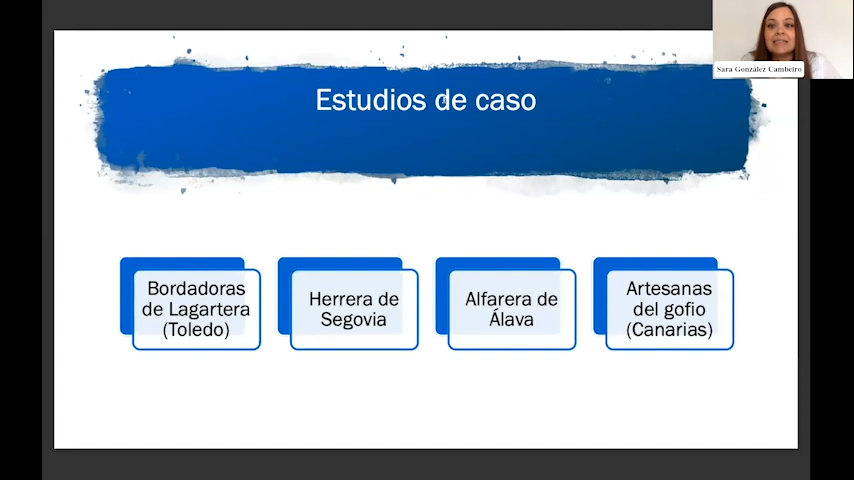 Sara González Cambeiro
Estudios de caso
Bordadoras
de Lagartera
(Toledo)
Herrera de
Segovia
Alfarera de
Álava
Artesanas
del gofio
(Canarias)